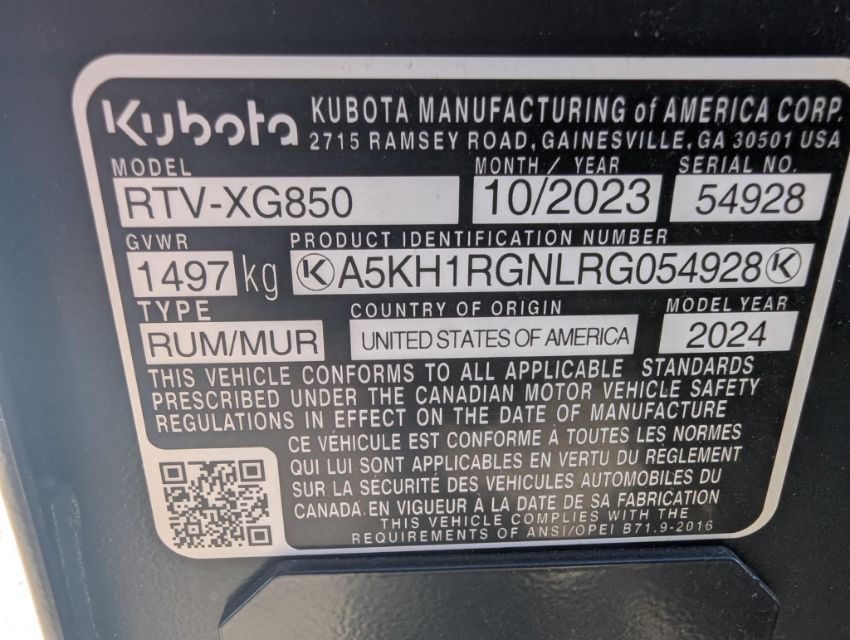 Kubota KUBOTA MANUFACTURING of AMERICA CORP.
2715 RAMSEY ROAD, GAINESVILLE, GA 30501 USA
MODEL MONTH / YEAR SERIAL NO.
RTV-XG850 10/2023 54928
GVWR PRODUCT IDENTIFICATION NUMBER
1497 kg K A5KH1RGNLRG054928 K
TYPE COUNTRY OF ORIGIN MODEL YEAR
RUM/MUR UNITED STATES OF AMERICA 2024
THIS VEHICLE CONFORMS TO ALL APPLICABLE STANDARDS
PRESCRIBED UNDER THE CANADIAN MOTOR VEHICLE SAFETY
REGULATIONS IN EFFECT ON THE DATE OF MANUFACTURE
CE VÉHICULE EST CONFORME À TOUTES LES NORMES
QUI LUI SONT APPLICABLES EN VERTU DU REGLEMENT
SUR LA SÉCURITÉ DES VEHICULES AUTOMOBILES DU
CANADA EN VIGUEUR À LA DATE DE SA FABRICATION
THIS VEHICLE COMPLIES WITH THE
REQUIREMENTS OF ANSI/OPEI B71.9-2016